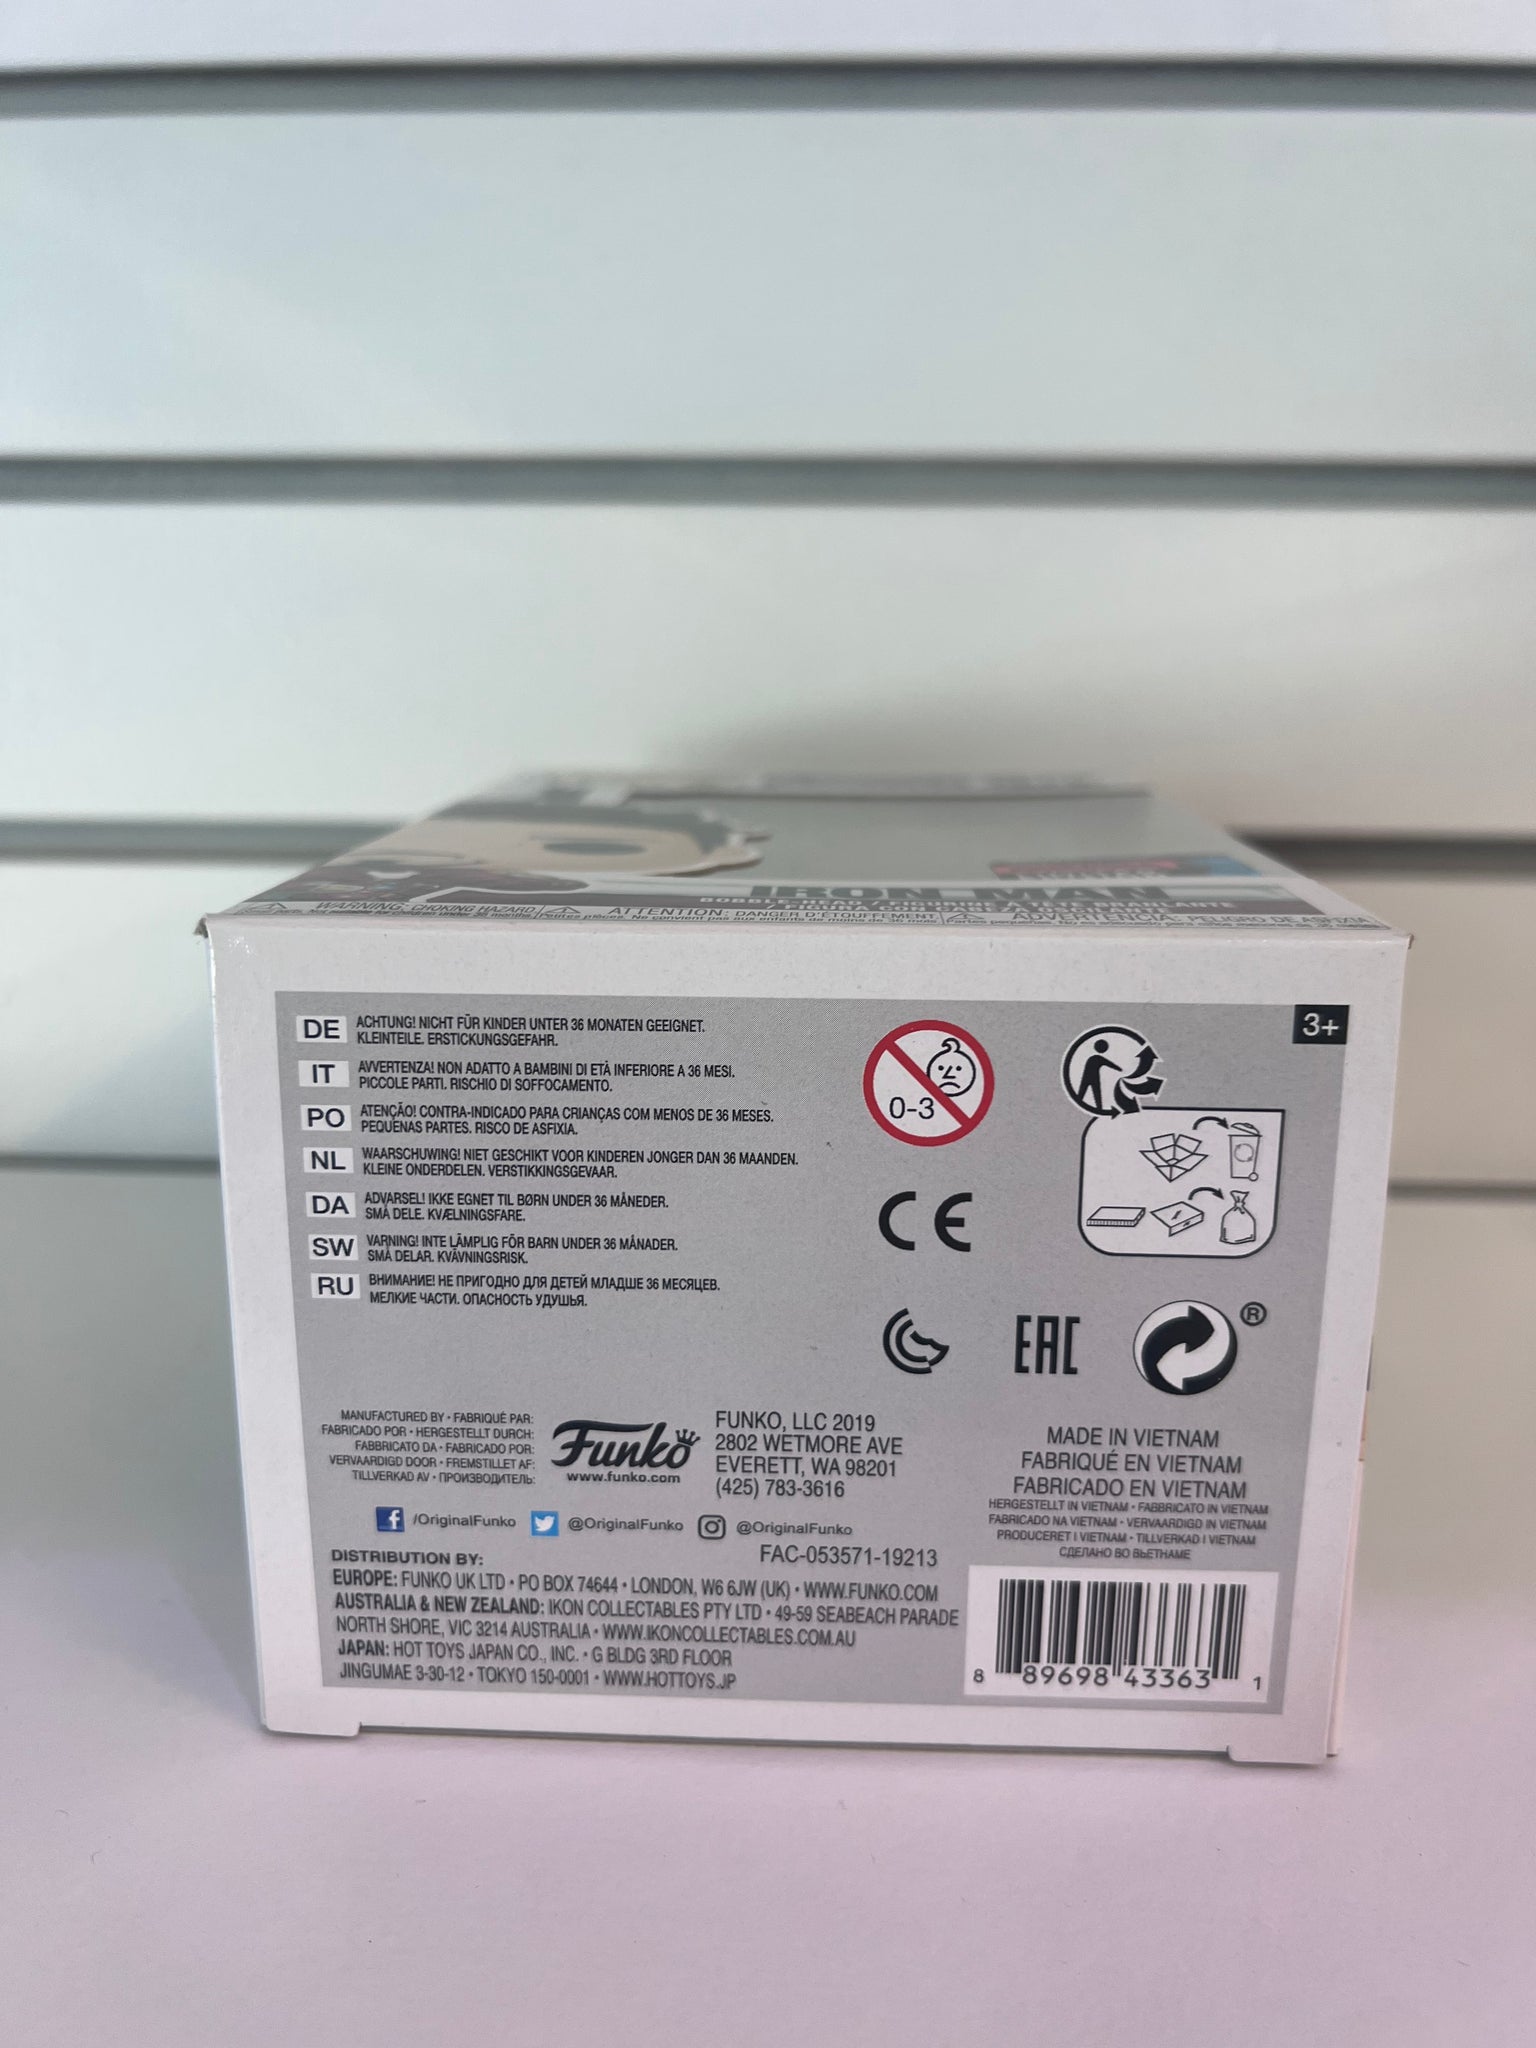 IRON MAN
BOBBLE-HEAD / FIGURINE À TÊTE BRANLANTE
WARNING: CHOKING HAZARD
ATTENTION: DANGER D'ÉTOUFFEMENT
ADVERTENCIA: PELIGRO DE ASFIXIA
3+
DE ACHTUNG! NICHT FÜR KINDER UNTER 36 MONATEN GEEIGNET.
KLEINTEILE. ERSTICKUNGSGEFAHR.
IT AVVERTENZA! NON ADATTO A BAMBINI DI ETÀ INFERIORE A 36 MESI.
PICCOLE PARTI. RISCHIO DI SOFFOCAMENTO.
PO ATENÇÃO! CONTRA-INDICADO PARA CRIANÇAS COM MENOS DE 36 MESES.
PEQUENAS PARTES. RISCO DE ASFIXIA.
NL WAARSCHUWING! NIET GESCHIKT VOOR KINDEREN JONGER DAN 36 MAANDEN.
KLEINE ONDERDELEN. VERSTIKKINGSGEVAAR.
DA ADVARSEL! IKKE EGNET TIL BØRN UNDER 36 MÅNEDER.
SMÅ DELE. KVÆLNINGSFARE.
SW VARNING! INTE LÄMPLIG FÖR BARN UNDER 36 MÅNADER.
SMÅ DELAR. KVÄVNINGSRISK.
RU ВНИМАНИЕ! НЕ ПРИГОДНО ДЛЯ ДЕТЕЙ МЛАДШЕ 36 МЕСЯЦЕВ.
МЕЛКИЕ ЧАСТИ. ОПАСНОСТЬ УДУШЬЯ.
0-3
CE
EAC
®
MANUFACTURED BY • FABRIQUÉ PAR:
FABRICADO POR • HERGESTELLT DURCH:
FABBRICATO DA • FABRICADO POR:
VERVAARDIGD DOOR • FREMSTILLET AF:
TILLVERKAD AV • ПРОИЗВОДИТЕЛЬ:
Funko
www.funko.com
FUNKO, LLC 2019
2802 WETMORE AVE
EVERETT, WA 98201
(425) 783-3616
/OriginalFunko @OriginalFunko @OriginalFunko
FAC-053571-19213
MADE IN VIETNAM
FABRIQUÉ EN VIETNAM
FABRICADO EN VIETNAM
HERGESTELLT IN VIETNAM • FABBRICATO IN VIETNAM
FABRICADO NA VIETNAM • VERVAARDIGD IN VIETNAM
PRODUCERET I VIETNAM • TILLVERKAD I VIETNAM
СДЕЛАНО ВО ВЬЕТНАМЕ
DISTRIBUTION BY:
EUROPE: FUNKO UK LTD • PO BOX 74644 • LONDON, W6 6JW (UK) • WWW.FUNKO.COM
AUSTRALIA & NEW ZEALAND: IKON COLLECTABLES PTY LTD • 49-59 SEABEACH PARADE
NORTH SHORE, VIC 3214 AUSTRALIA • WWW.IKONCOLLECTABLES.COM.AU
JAPAN: HOT TOYS JAPAN CO., INC. • G BLDG 3RD FLOOR
JINGUMAE 3-30-12 • TOKYO 150-0001 • WWW.HOTTOYS.JP
8 89698 43363 1